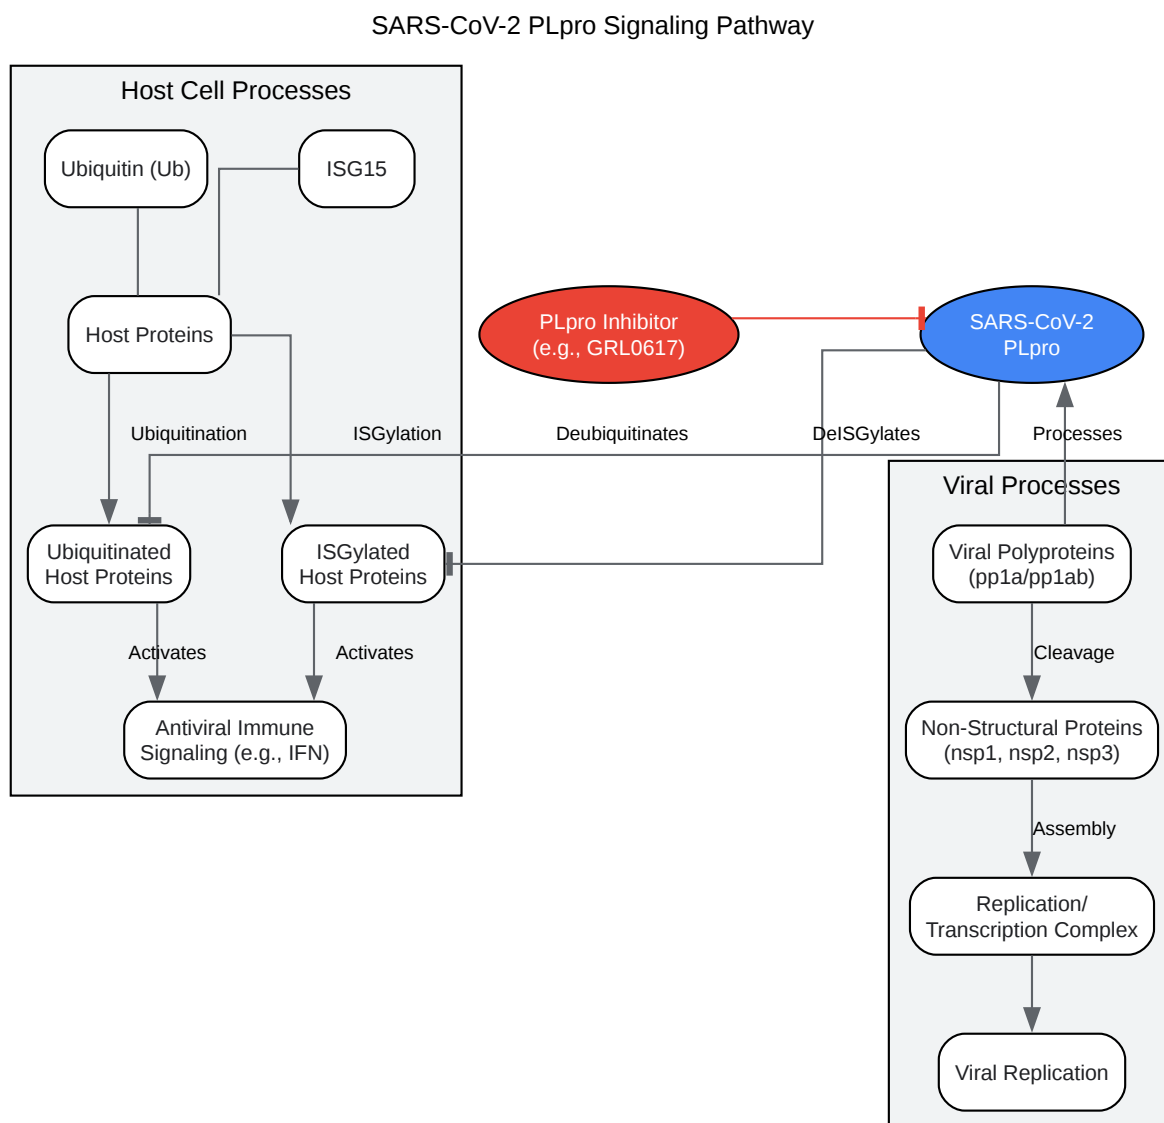 SARS-CoV-2 PLpro Signaling Pathway
Host Cell Processes
Ubiquitin (Ub)
ISG15
Host Proteins
PLpro Inhibitor
(e.g., GRL0617)
SARS-CoV-2
PLpro
Ubiquitination
ISGylation
Deubiquitinates
DeISGylates
Processes
Viral Processes
Ubiquitinated
Host Proteins
ISGylated
Host Proteins
Viral Polyproteins
(pp1a/pp1ab)
Activates
Activates
Cleavage
Antiviral Immune
Signaling (e.g., IFN)
Non-Structural Proteins
(nsp1, nsp2, nsp3)
Assembly
Replication/
Transcription Complex
Viral Replication